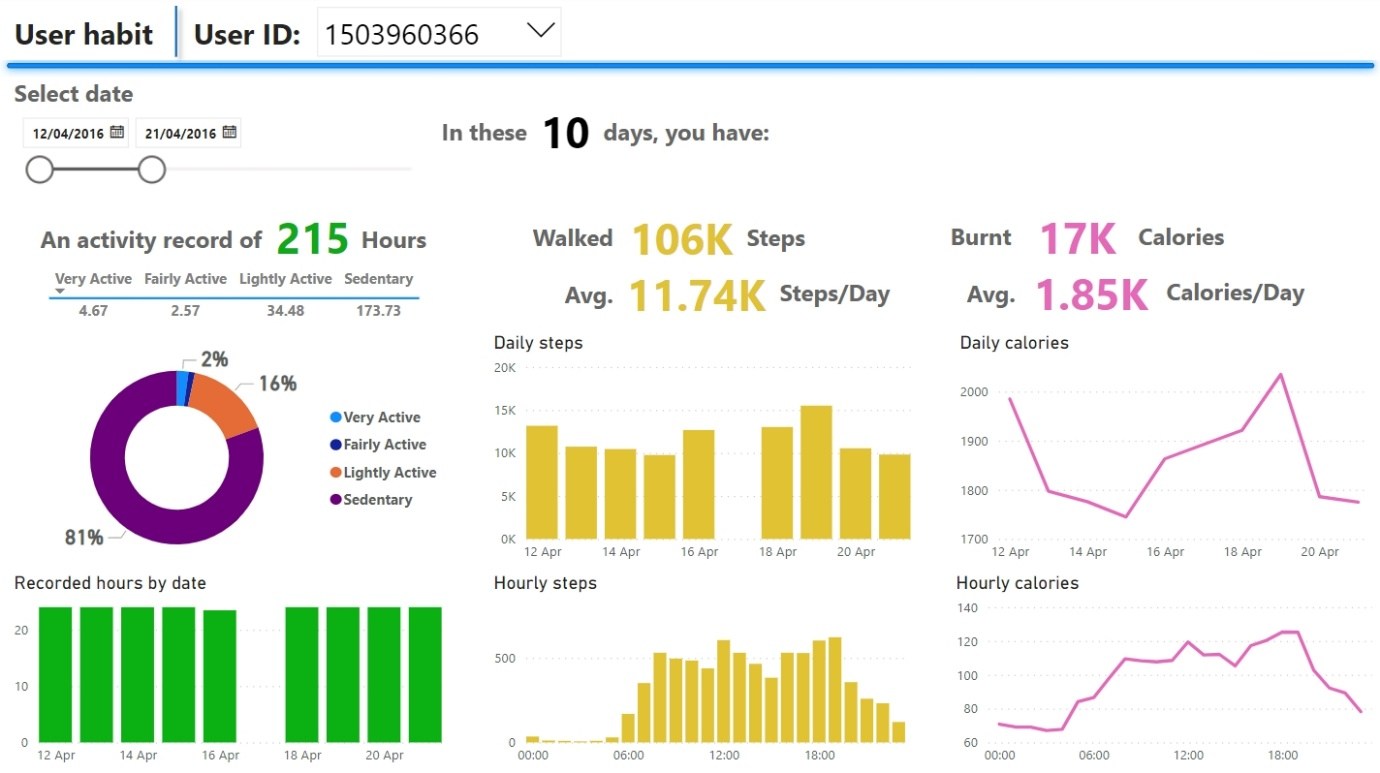 User habit User ID: 1503960366
Select date
12/04/2016 21/04/2016
In these 10 days, you have:
An activity record of 215 Hours
Very Active Fairly Active Lightly Active Sedentary
4.67 2.57 34.48 173.73
2%
16%
81%
Very Active
Fairly Active
Lightly Active
Sedentary
Walked 106K Steps
Avg. 11.74K Steps/Day
Burnt 17K Calories
Avg. 1.85K Calories/Day
Daily steps
20K
15K
10K
5K
0K
12 Apr 14 Apr 16 Apr 18 Apr 20 Apr
Daily calories
2000
1900
1800
1700
12 Apr 14 Apr 16 Apr 18 Apr 20 Apr
Recorded hours by date
20
10
0
12 Apr 14 Apr 16 Apr 18 Apr 20 Apr
Hourly steps
500
0
00:00 06:00 12:00 18:00
Hourly calories
140
120
100
80
60
00:00 06:00 12:00 18:00